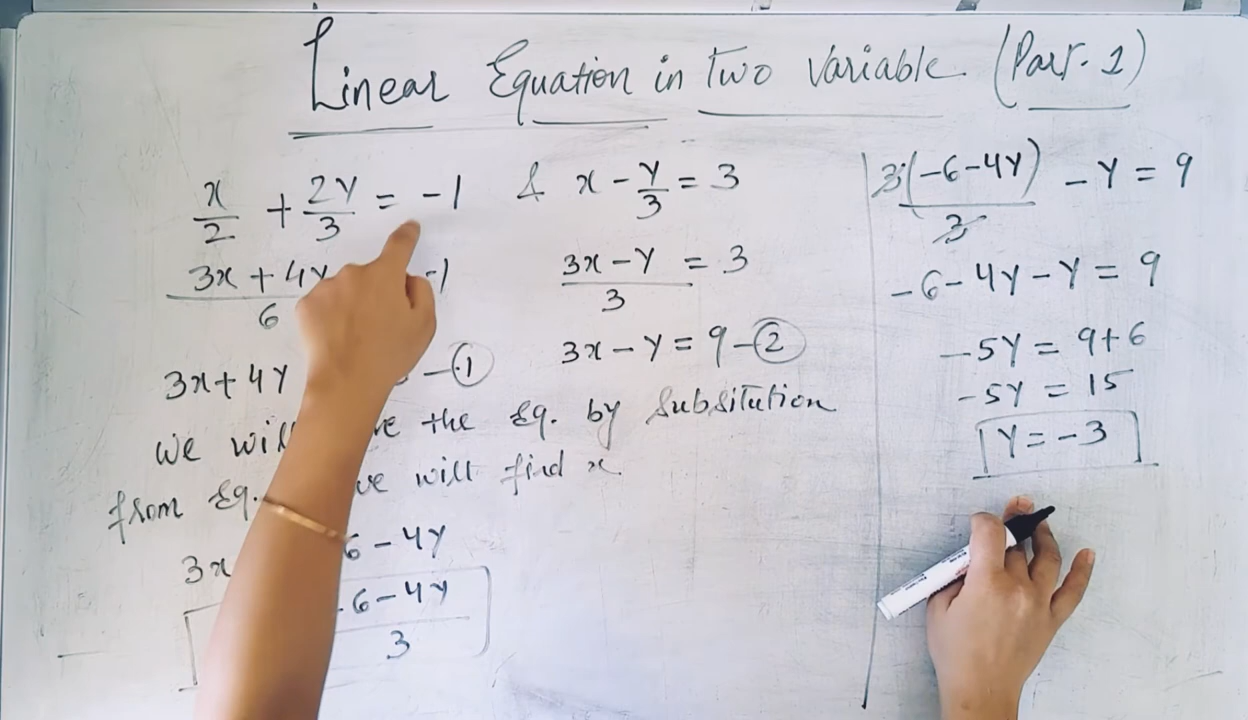 Linear Equation in Two Variable (Part. 1)
x/2 + 2y/3 = -1 & x - y/3 = 3
3x + 4y / 6 -1
3x - y / 3 = 3
3x + 4y - ①
3x - y = 9 - ②
We the Eq. by Subsitution
from Eq. will find x
3x 6 - 4y
-6 - 4y / 3
3(-6-4y) / 3 - y = 9
-6 - 4y - y = 9
-5y = 9 + 6
-5y = 15
y = -3